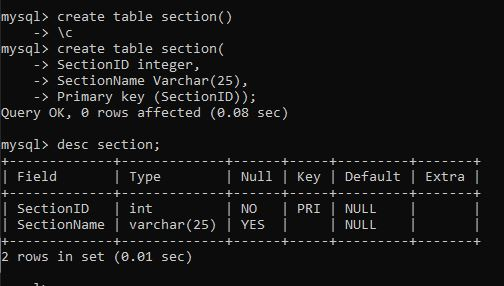 mysql> create table section()
    -> \c
mysql> create table section(
    -> SectionID integer,
    -> SectionName Varchar(25),
    -> Primary key (SectionID));
Query OK, 0 rows affected (0.08 sec)

mysql> desc section;
+-------------+-------------+------+-----+---------+-------+
| Field       | Type        | Null | Key | Default | Extra |
+-------------+-------------+------+-----+---------+-------+
| SectionID   | int         | NO   | PRI | NULL    |       |
| SectionName | varchar(25) | YES  |     | NULL    |       |
+-------------+-------------+------+-----+---------+-------+
2 rows in set (0.01 sec)